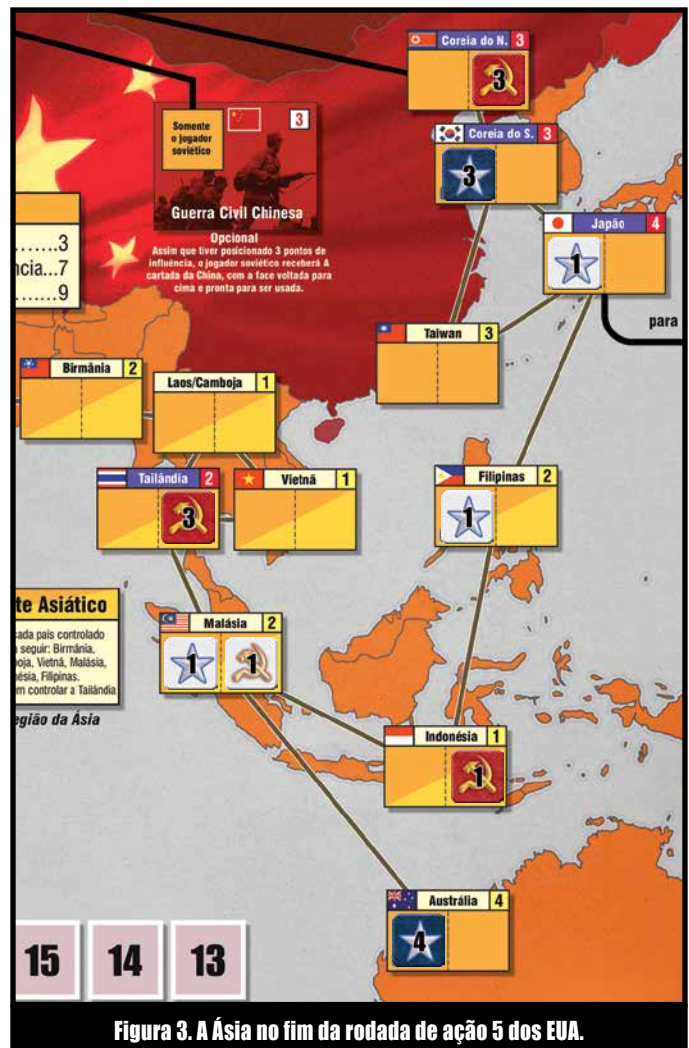 Coreia do N. 3
3
Somente
o jogador
soviético
3
Guerra Civil Chinesa
Opcional
Assim que tiver posicionado 3 pontos de
influência, o jogador soviético receberá A
cartada da China, com a face voltada para
cima e pronta para ser usada.
Coreia do S. 3
3
.....3
ncia...7
........9
Japão 4
1
para
Taiwan 3
Birmânia 2
Laos/Camboja 1
Tailândia 2
3
Vietnã 1
Filipinas 2
1
te Asiático
cada país controlado
a seguir: Birmânia,
oja, Vietnã, Malásia,
nésia, Filipinas.
m controlar a Tailândia
egião da Ásia
Malásia 2
1 1
Indonésia 1
1
Austrália 4
4
15 14 13
Figura 3. A Ásia no fim da rodada de ação 5 dos EUA.